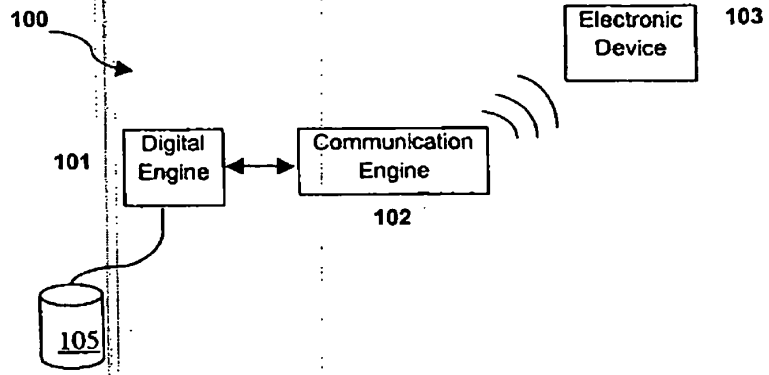 100
Electronic
Device
103
101
Digital
Engine
Communication
Engine
102
105